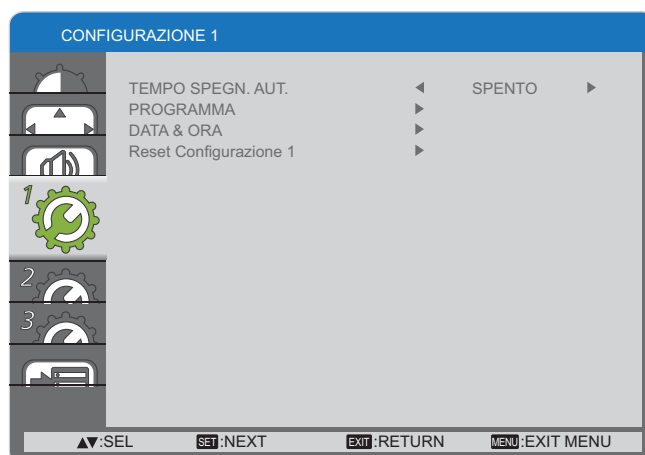 CONFIGURAZIONE 1
TEMPO SPEGN. AUT. SPENTO
PROGRAMMA
DATA & ORA
Reset Configurazione 1
1
2
3
SEL SET :NEXT EXIT :RETURN MENU :EXIT MENU